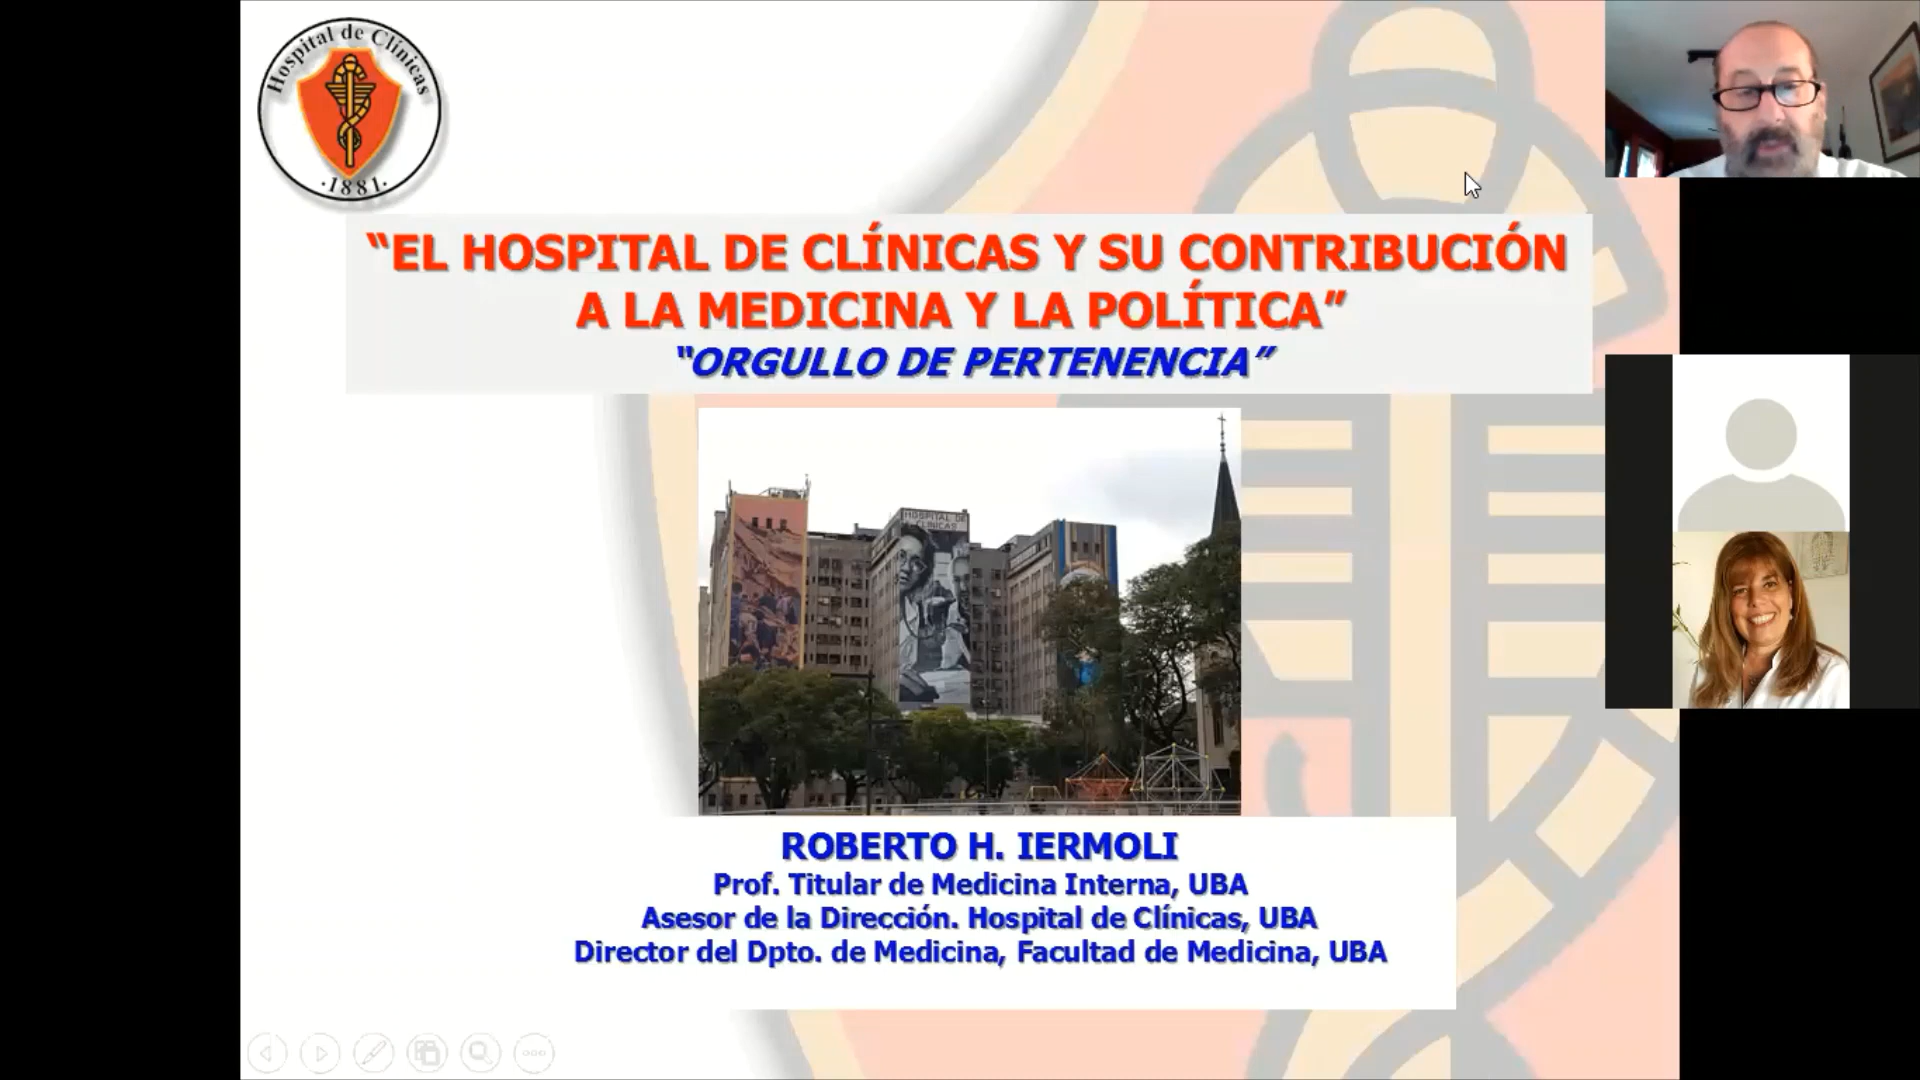 Hospital de Clínicas
·1881·
“EL HOSPITAL DE CLÍNICAS Y SU CONTRIBUCIÓN
A LA MEDICINA Y LA POLÍTICA”
“ORGULLO DE PERTENENCIA”
HOSPITAL DE
CLINICAS
ROBERTO H. IERMOLI
Prof. Titular de Medicina Interna, UBA
Asesor de la Dirección. Hospital de Clínicas, UBA
Director del Dpto. de Medicina, Facultad de Medicina, UBA